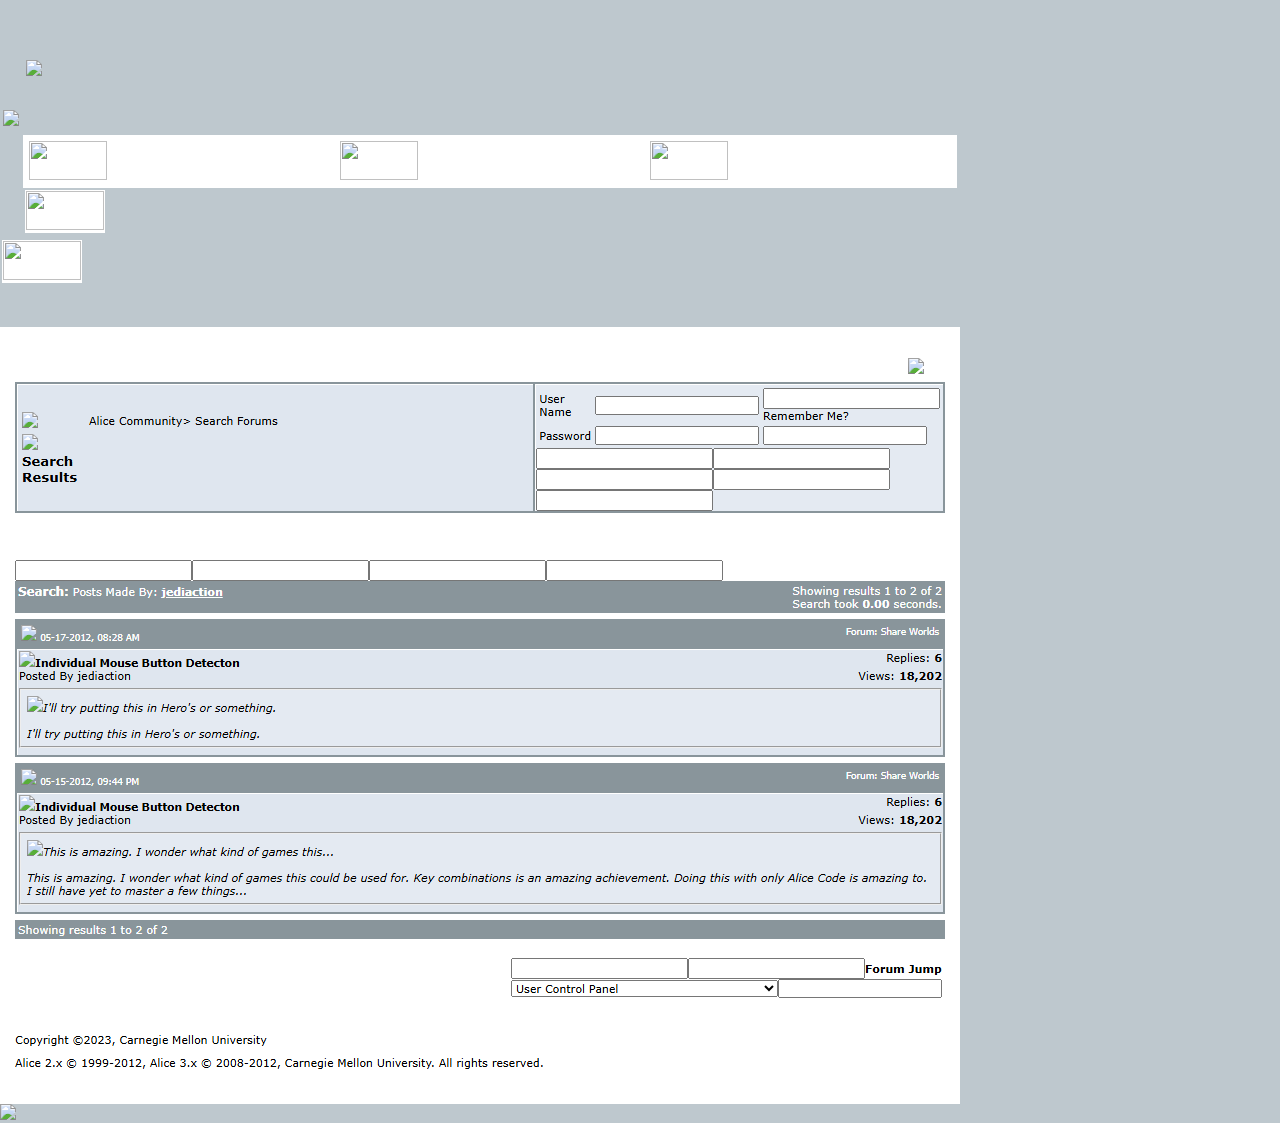 User Name
Remember Me?
Alice Community> Search Forums
Password
Search Results
Search: Posts Made By: jediaction
Showing results 1 to 2 of 2
Search took 0.00 seconds.
05-17-2012, 08:28 AM
Forum: Share Worlds
Individual Mouse Button Detecton
Replies: 6
Posted By jediaction
Views: 18,202
I'll try putting this in Hero's or something.
I'll try putting this in Hero's or something.
05-15-2012, 09:44 PM
Forum: Share Worlds
Individual Mouse Button Detecton
Replies: 6
Posted By jediaction
Views: 18,202
This is amazing. I wonder what kind of games this...
This is amazing. I wonder what kind of games this could be used for. Key combinations is an amazing achievement. Doing this with only Alice Code is amazing to.
I still have yet to master a few things...
Showing results 1 to 2 of 2
Forum Jump
User Control Panel
Copyright ©2023, Carnegie Mellon University
Alice 2.x © 1999-2012, Alice 3.x © 2008-2012, Carnegie Mellon University. All rights reserved.